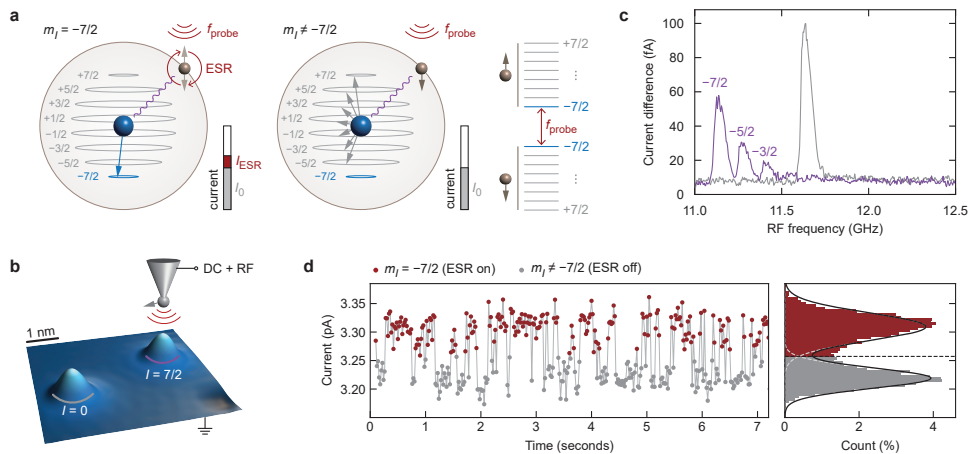 a
m_I = −7/2
f_probe
ESR
+7/2
+5/2
+3/2
+1/2
−1/2
−3/2
−5/2
−7/2
current
I_ESR
I_0
m_I ≠ −7/2
f_probe
+7/2
+5/2
+3/2
+1/2
−1/2
−3/2
−5/2
−7/2
current
I_0
+7/2
⋮
−7/2
f_probe
−7/2
⋮
+7/2
b
DC + RF
1 nm
I = 7/2
I = 0
c
Current difference (fA)
100
80
60
40
20
0
−7/2
−5/2
−3/2
11.0
11.5
12.0
12.5
RF frequency (GHz)
d
m_I = −7/2 (ESR on)
m_I ≠ −7/2 (ESR off)
Current (pA)
3.35
3.30
3.25
3.20
0
1
2
3
4
5
6
7
Time (seconds)
0
2
4
Count (%)